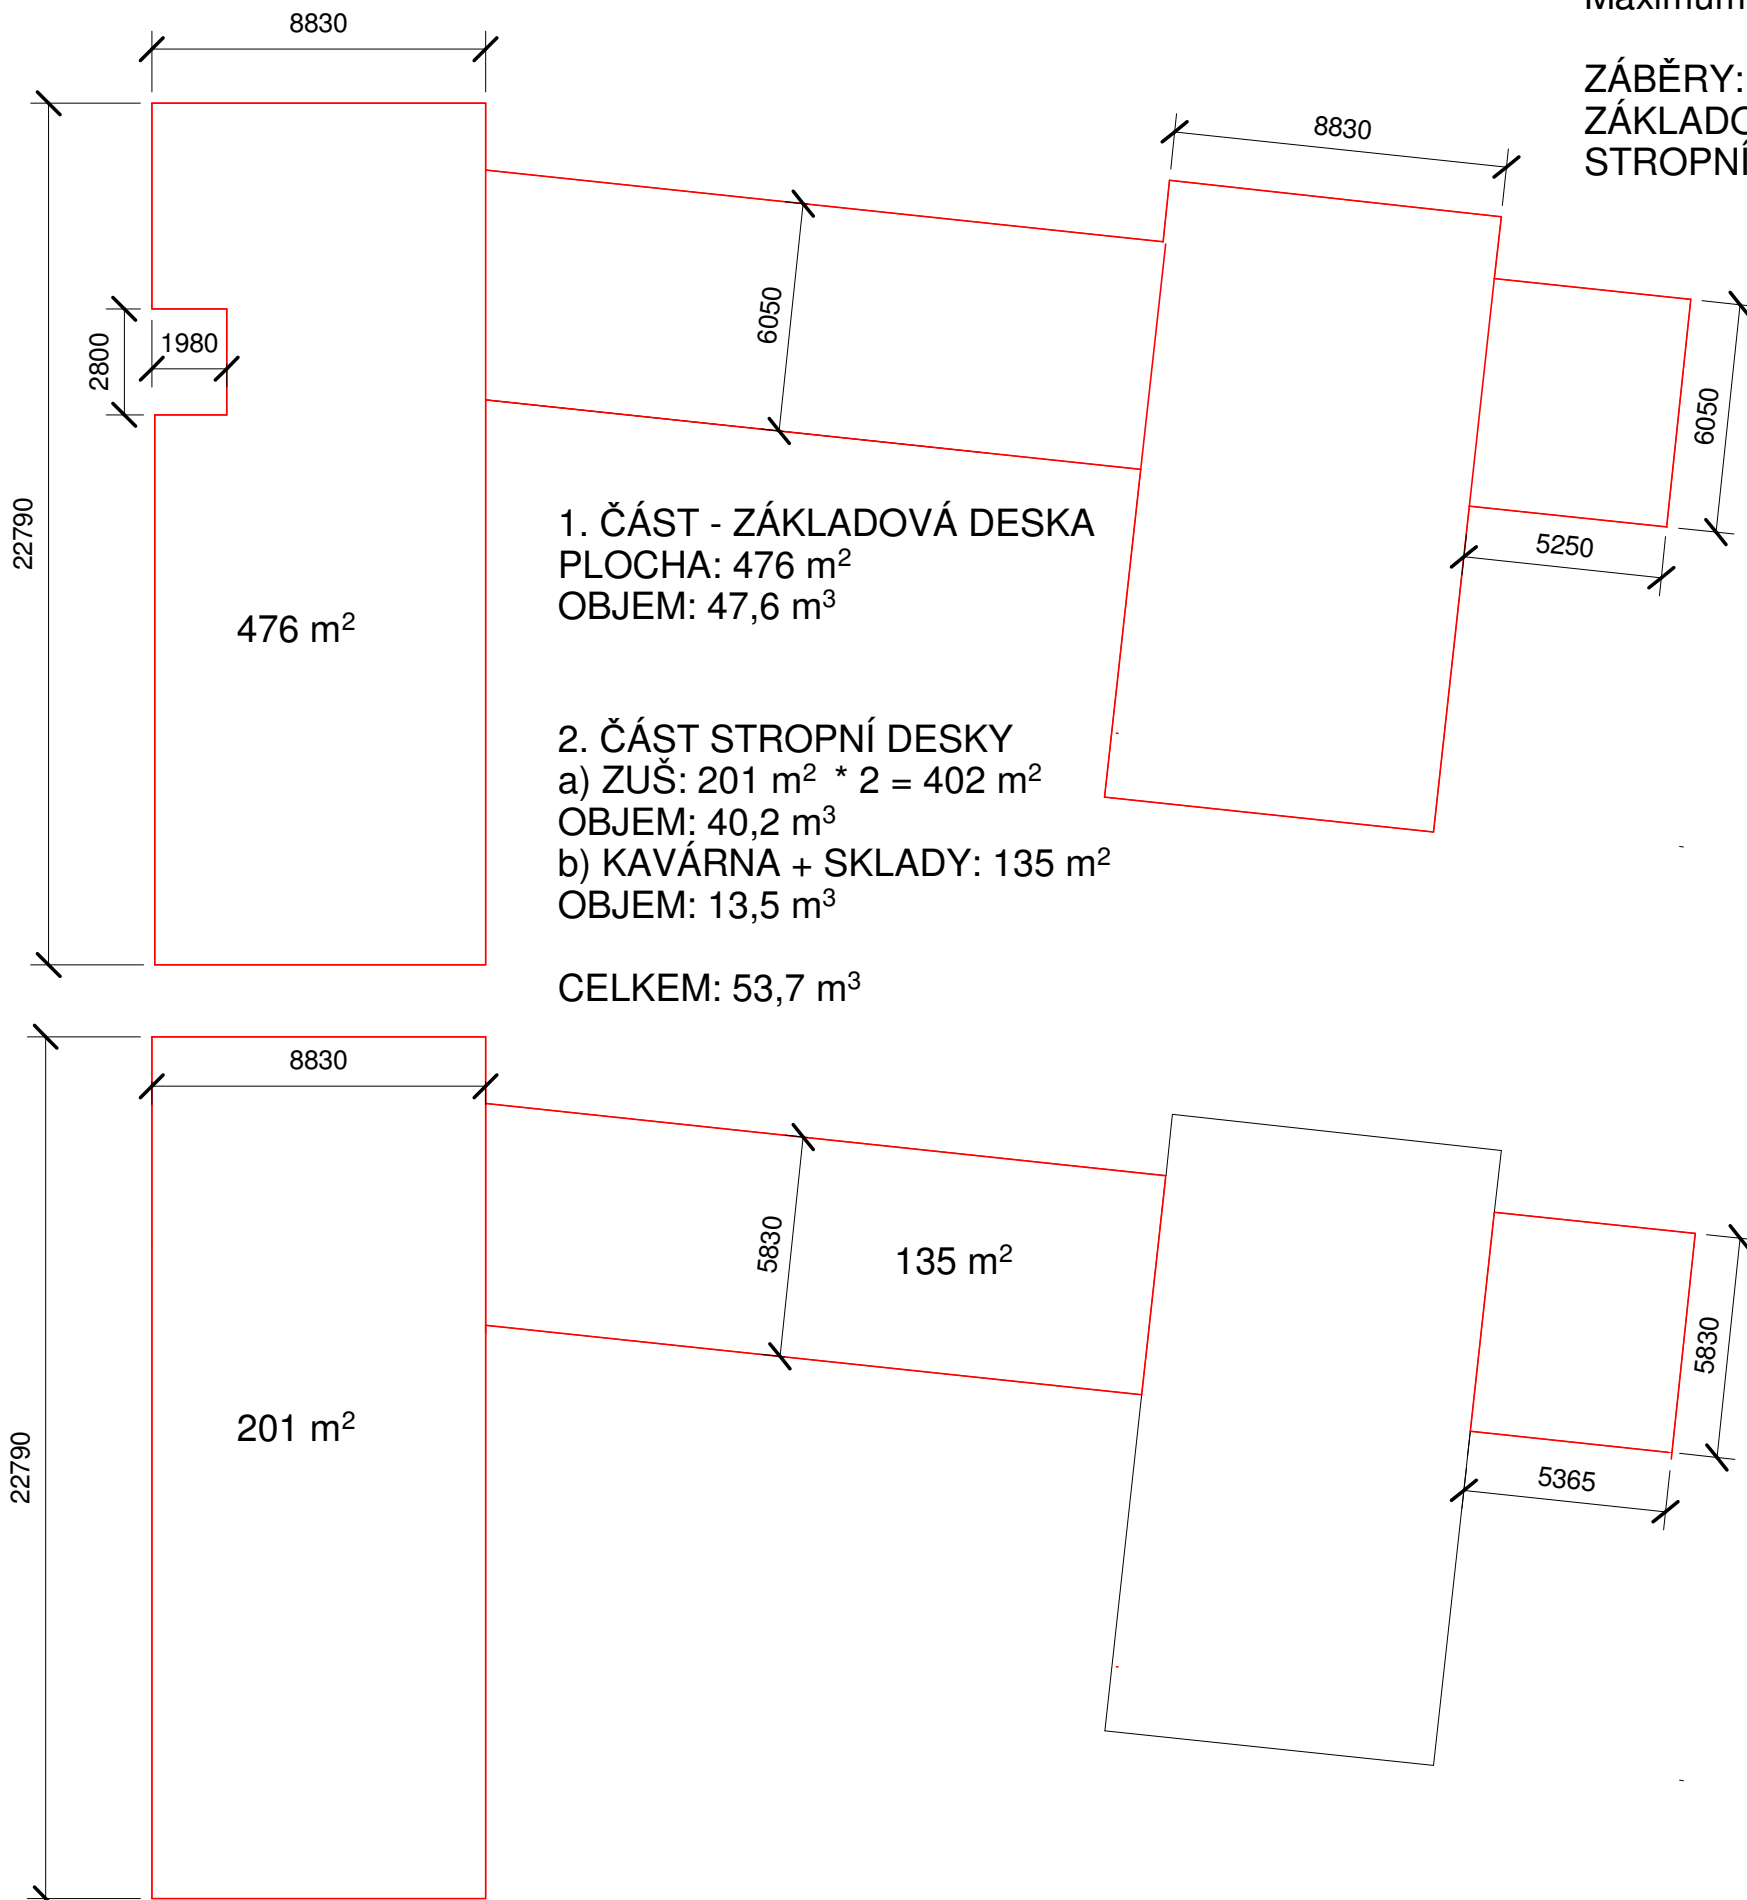 Maximum
ZÁBĚRY:
STROPNÍ
8830
8830
22790
2800
1980
6050
6050
5250
476 m²
1. ČÁST - ZÁKLADOVÁ DESKA
PLOCHA: 476 m²
OBJEM: 47,6 m³
2. ČÁST STROPNÍ DESKY
a) ZUŠ: 201 m² * 2 = 402 m²
OBJEM: 40,2 m³
b) KAVÁRNA + SKLADY: 135 m²
OBJEM: 13,5 m³
CELKEM: 53,7 m³
8830
22790
5830
135 m²
5830
5365
201 m²